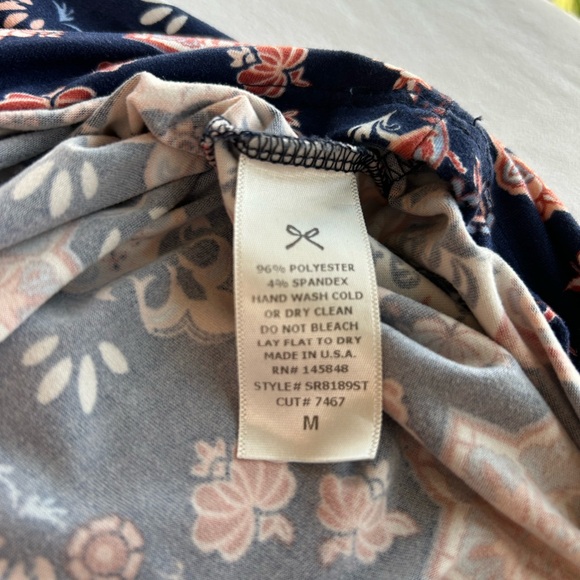 96% POLYESTER
4% SPANDEX
HAND WASH COLD
OR DRY CLEAN
DO NOT BLEACH
LAY FLAT TO DRY
MADE IN U.S.A.
RN# 145848
STYLE# SR8189ST
CUT# 7467
M